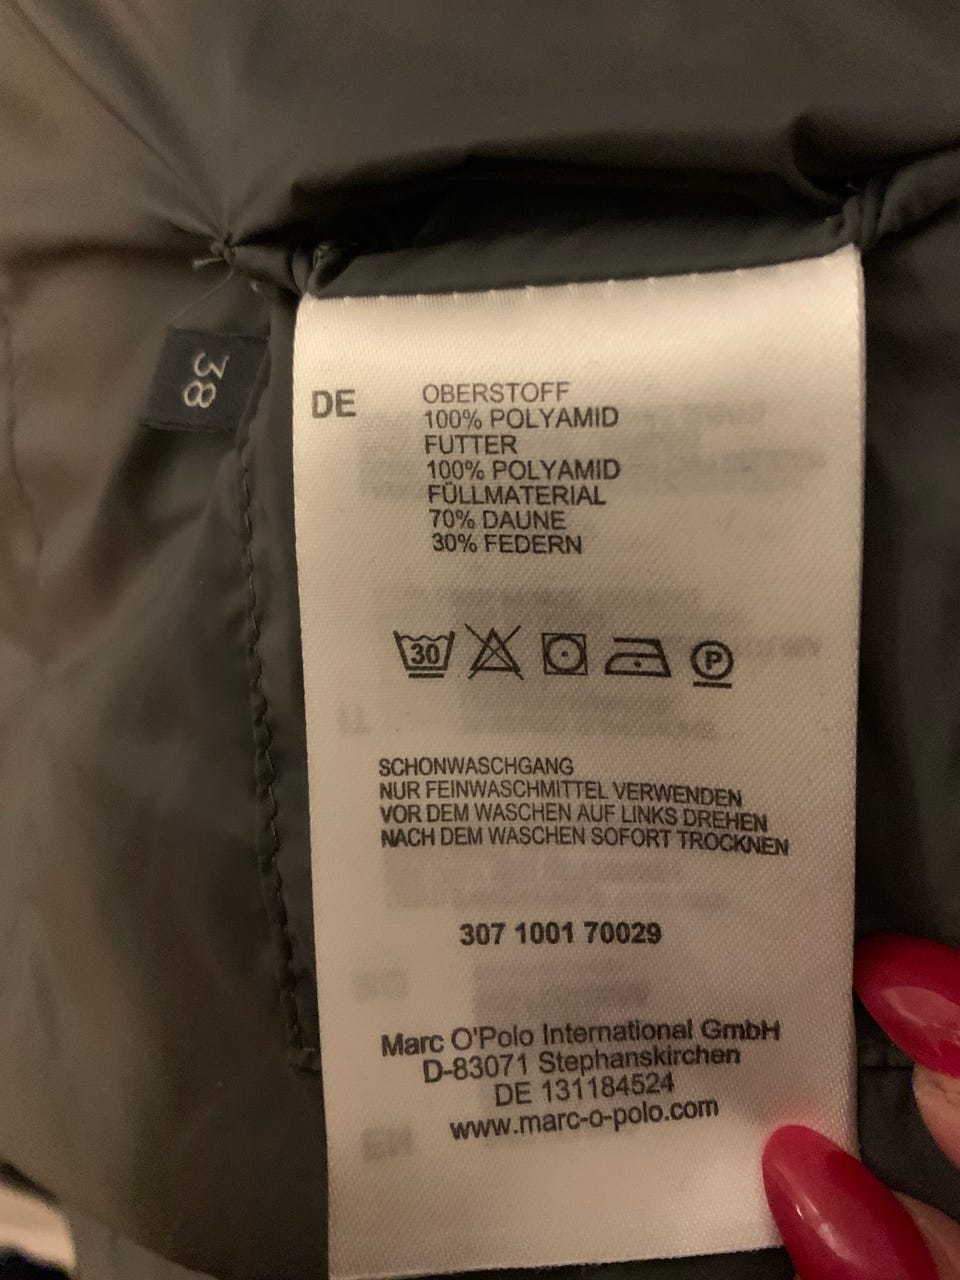 38
DE
OBERSTOFF
100% POLYAMID
FUTTER
100% POLYAMID
FÜLLMATERIAL
70% DAUNE
30% FEDERN
30
P
SCHONWASCHGANG
NUR FEINWASCHMITTEL VERWENDEN
VOR DEM WASCHEN AUF LINKS DREHEN
NACH DEM WASCHEN SOFORT TROCKNEN
307 1001 70029
Marc O'Polo International GmbH
D-83071 Stephanskirchen
DE 131184524
www.marc-o-polo.com